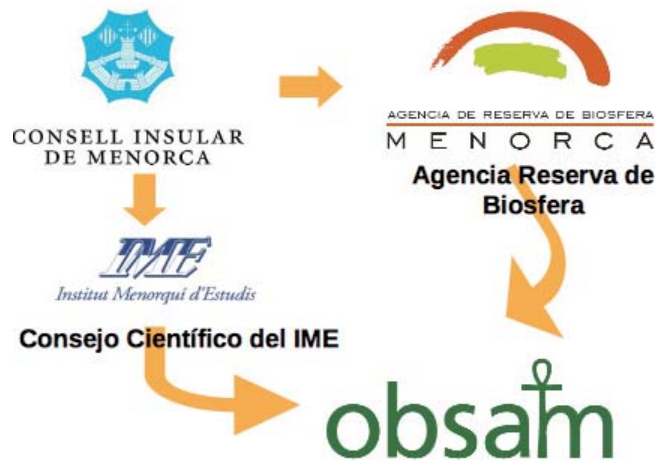 CONSELL INSULAR
DE MENORCA
AGENCIA DE RESERVA DE BIOSFERA
MENORCA
Agencia Reserva de
Biosfera
IME
Institut Menorquí d'Estudis
Consejo Científico del IME
obsam